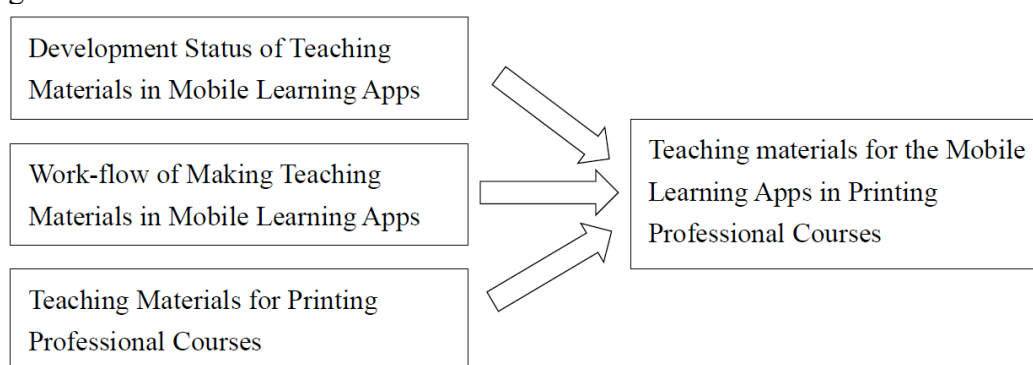 Development Status of Teaching
Materials in Mobile Learning Apps
Work-flow of Making Teaching
Materials in Mobile Learning Apps
Teaching Materials for Printing
Professional Courses
Teaching materials for the Mobile
Learning Apps in Printing
Professional Courses